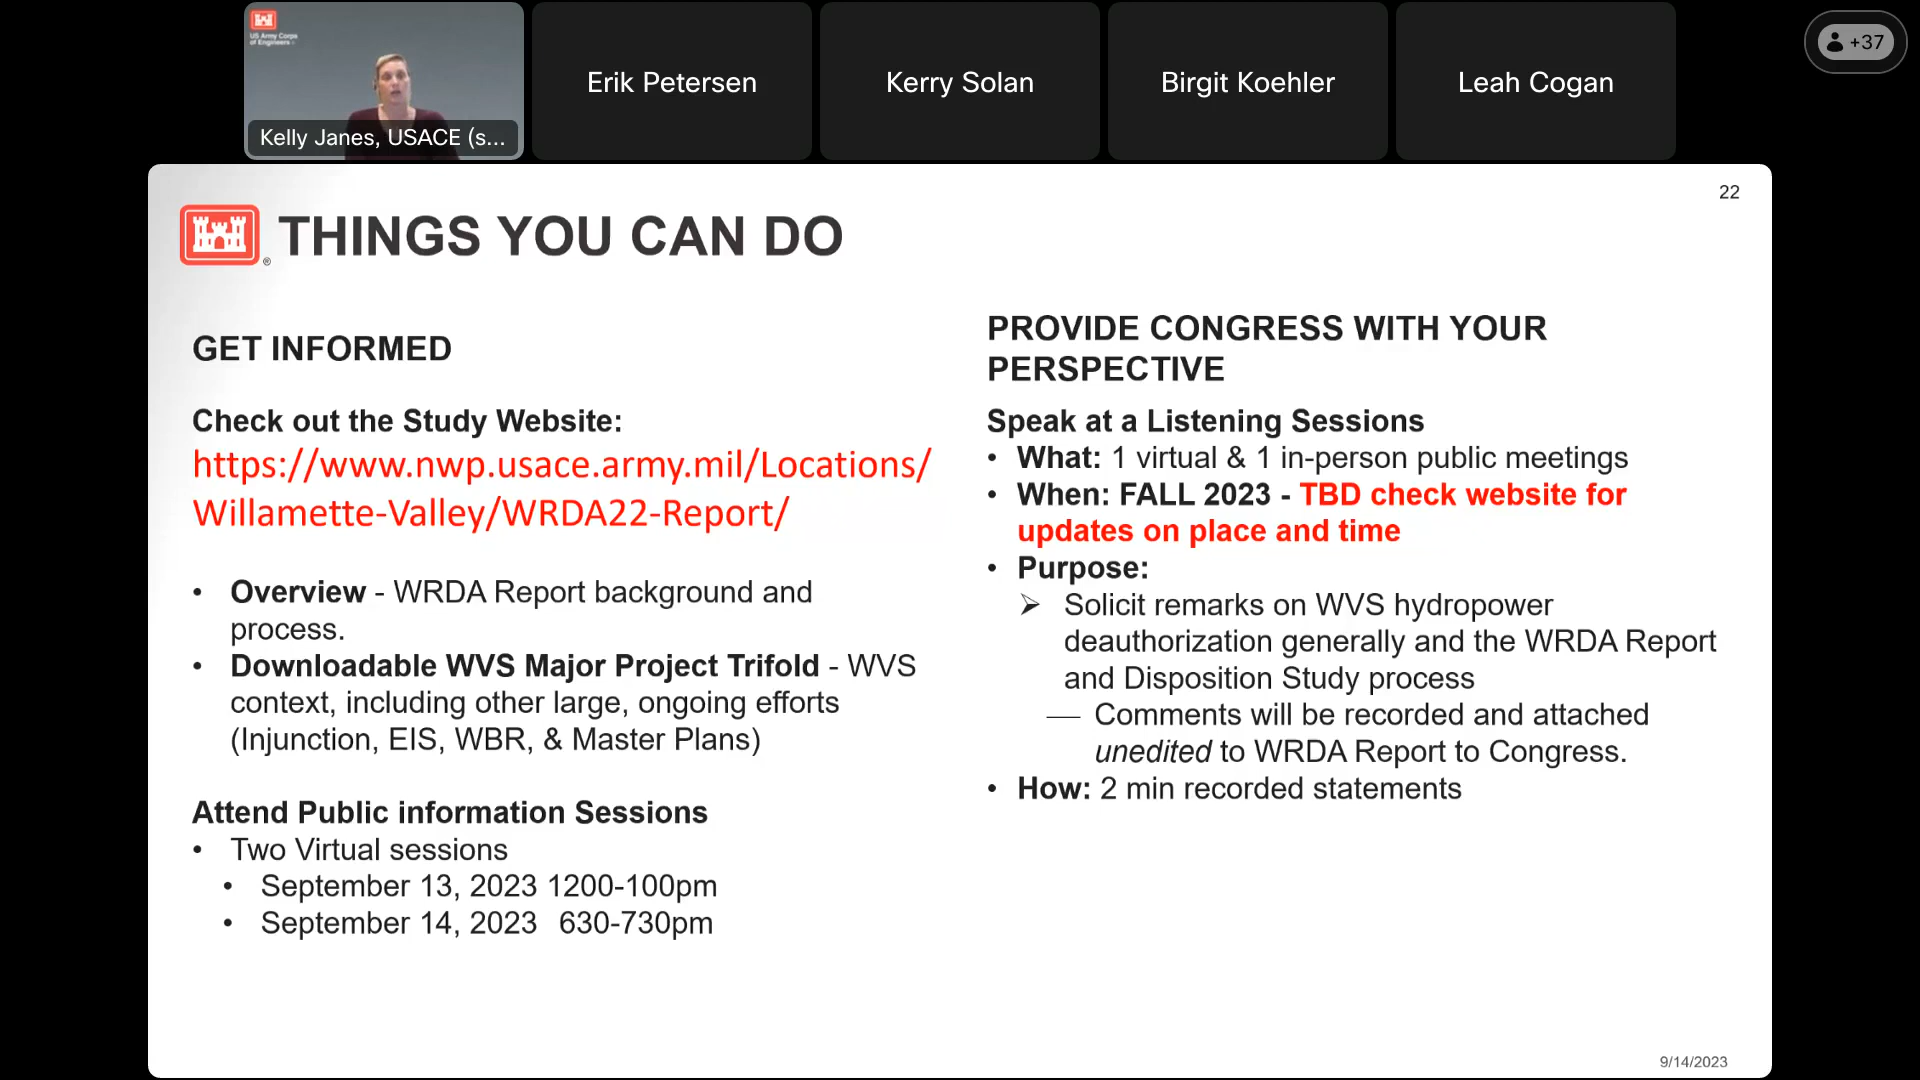 US Army Corps
of Engineers
Kelly Janes, USACE (s...
Erik Petersen
Kerry Solan
Birgit Koehler
Leah Cogan
+37
22
® THINGS YOU CAN DO
GET INFORMED
Check out the Study Website:
https://www.nwp.usace.army.mil/Locations/
Willamette-Valley/WRDA22-Report/
• Overview - WRDA Report background and
process.
• Downloadable WVS Major Project Trifold - WVS
context, including other large, ongoing efforts
(Injunction, EIS, WBR, & Master Plans)
Attend Public information Sessions
• Two Virtual sessions
• September 13, 2023 1200-100pm
• September 14, 2023 630-730pm
PROVIDE CONGRESS WITH YOUR
PERSPECTIVE
Speak at a Listening Sessions
• What: 1 virtual & 1 in-person public meetings
• When: FALL 2023 - TBD check website for
updates on place and time
• Purpose:
➢ Solicit remarks on WVS hydropower
deauthorization generally and the WRDA Report
and Disposition Study process
— Comments will be recorded and attached
unedited to WRDA Report to Congress.
• How: 2 min recorded statements
9/14/2023